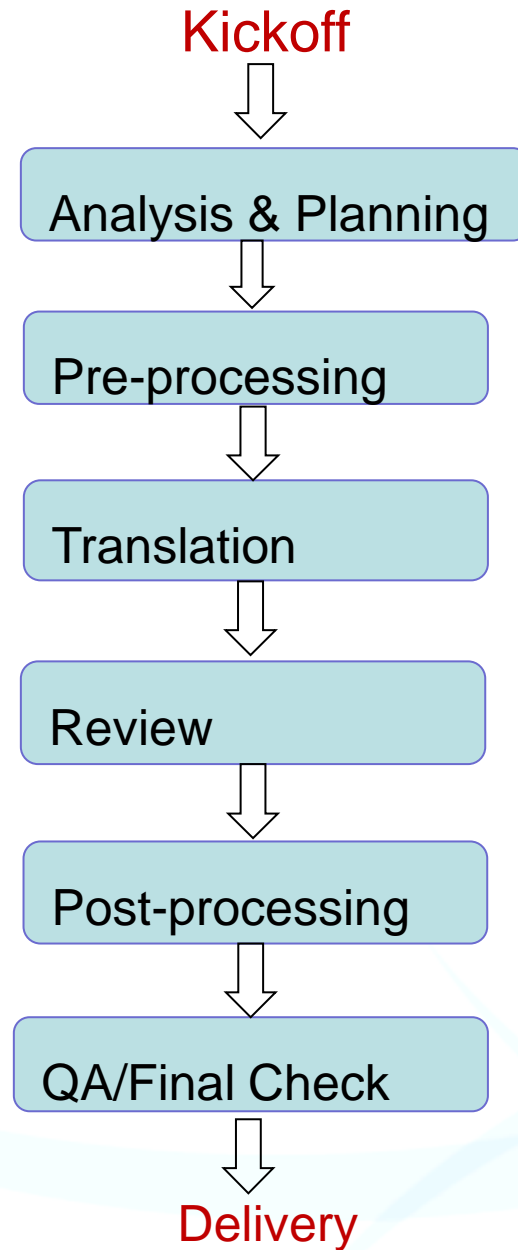 Kickoff
Analysis & Planning
Pre-processing
Translation
Review
Post-processing
QA/Final Check
Delivery